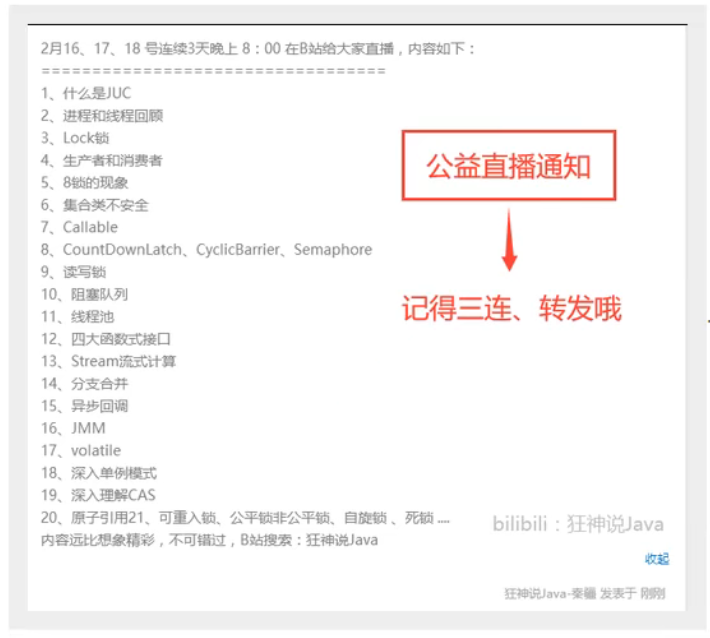 2月16、17、18 号连续3天晚上 8：00 在B站给大家直播，内容如下：
===================================
1、什么是JUC
2、进程和线程回顾
3、Lock锁
4、生产者和消费者
5、8锁的现象
6、集合类不安全
7、Callable
8、CountDownLatch、CyclicBarrier、Semaphore
9、读写锁
10、阻塞队列
11、线程池
12、四大函数式接口
13、Stream流式计算
14、分支合并
15、异步回调
16、JMM
17、volatile
18、深入单例模式
19、深入理解CAS
20、原子引用21、可重入锁、公平锁非公平锁、自旋锁 、死锁 ....
内容远比想象精彩，不可错过，B站搜索：狂神说Java
公益直播通知
记得三连、转发哦
bilibili：狂神说Java
收起
狂神说Java-秦疆 发表于 刚刚